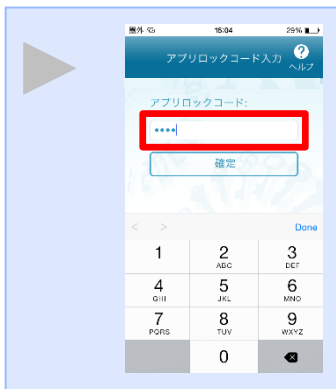 圏外 15:04 29%
アプリロックコード入力 ?
ヘルプ
アプリロックコード:
••••
確定
< > Done
1 2 3
ABC DEF
4 5 6
GHI JKL MNO
7 8 9
PQRS TUV WXYZ
0